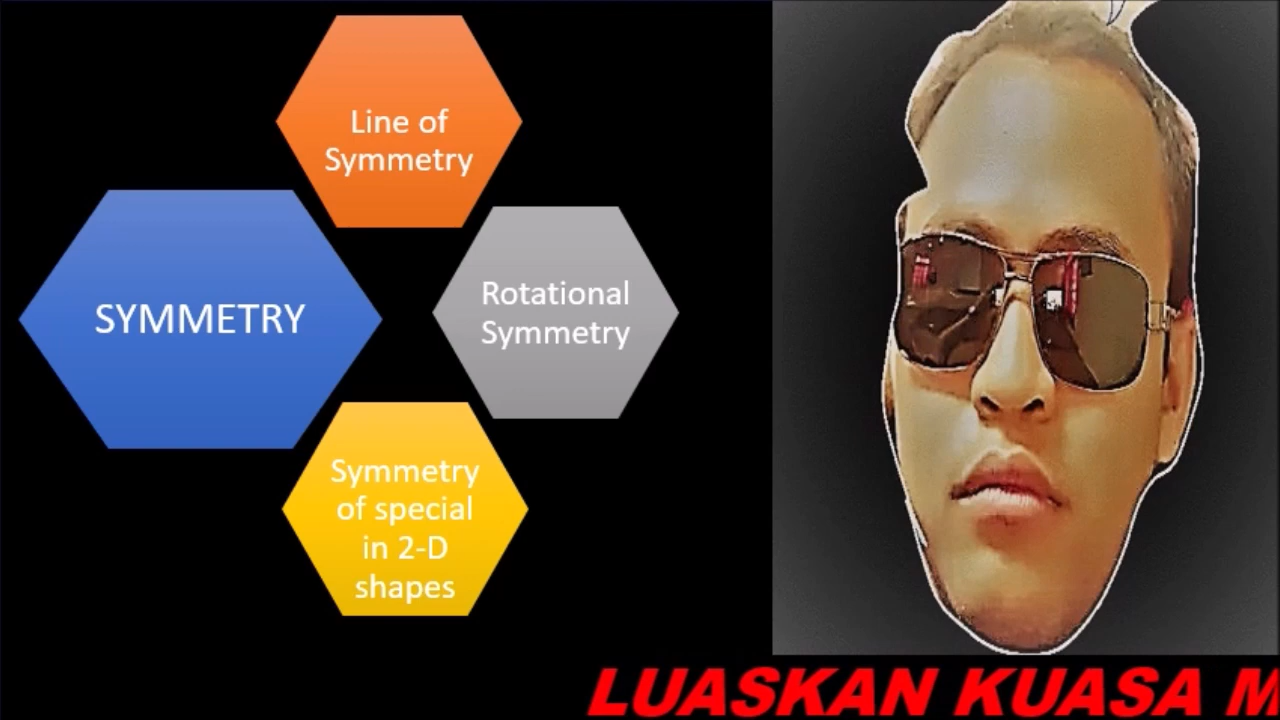 Line of
Symmetry
SYMMETRY
Rotational
Symmetry
Symmetry
of special
in 2-D
shapes
LUASKAN KUASA M